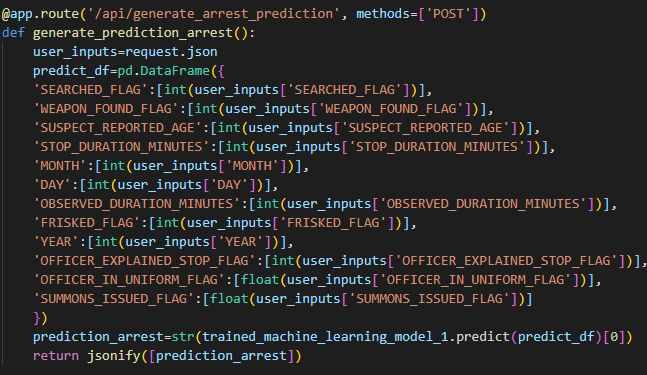 @app.route('/api/generate_arrest_prediction', methods=['POST'])
def generate_prediction_arrest():
    user_inputs=request.json
    predict_df=pd.DataFrame({
    'SEARCHED_FLAG':[int(user_inputs['SEARCHED_FLAG'])],
    'WEAPON_FOUND_FLAG':[int(user_inputs['WEAPON_FOUND_FLAG'])],
    'SUSPECT_REPORTED_AGE':[int(user_inputs['SUSPECT_REPORTED_AGE'])],
    'STOP_DURATION_MINUTES':[int(user_inputs['STOP_DURATION_MINUTES'])],
    'MONTH':[int(user_inputs['MONTH'])],
    'DAY':[int(user_inputs['DAY'])],
    'OBSERVED_DURATION_MINUTES':[int(user_inputs['OBSERVED_DURATION_MINUTES'])],
    'FRISKED_FLAG':[int(user_inputs['FRISKED_FLAG'])],
    'YEAR':[int(user_inputs['YEAR'])],
    'OFFICER_EXPLAINED_STOP_FLAG':[int(user_inputs['OFFICER_EXPLAINED_STOP_FLAG'])],
    'OFFICER_IN_UNIFORM_FLAG':[float(user_inputs['OFFICER_IN_UNIFORM_FLAG'])],
    'SUMMONS_ISSUED_FLAG':[float(user_inputs['SUMMONS_ISSUED_FLAG'])]
    })
    prediction_arrest=str(trained_machine_learning_model_1.predict(predict_df)[0])
    return jsonify([prediction_arrest])